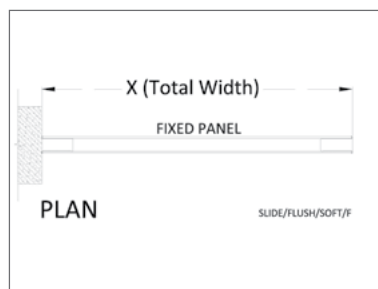 X (Total Width)
FIXED PANEL
PLAN
SLIDE/FLUSH/SOFT/F